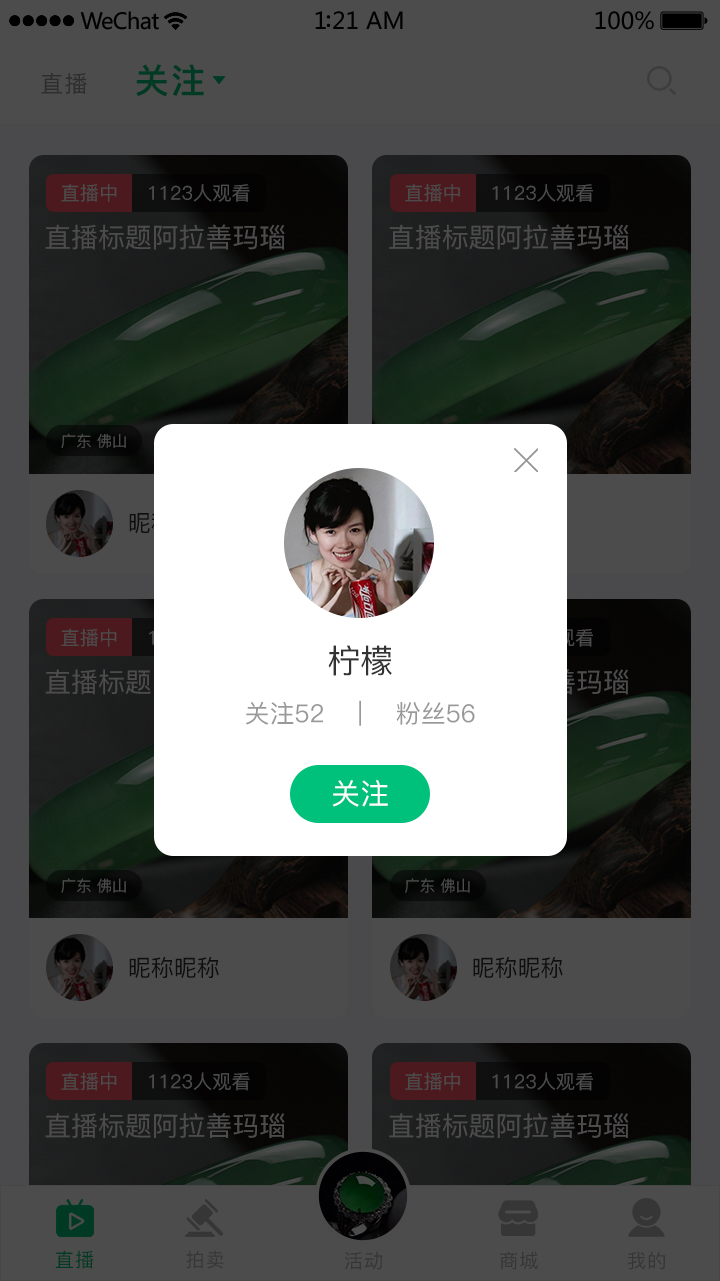 WeChat 1:21 AM 100%
直播 关注
直播中 1123人观看
直播标题阿拉善玛瑙
广东 佛山
昵
直播中 1123人观看
直播标题阿拉善玛瑙
柠檬
关注52 | 粉丝56
关注
直播中 1
直播标题阿拉善玛瑙
广东 佛山
昵称昵称
观看
善玛瑙
广东 佛山
昵称昵称
直播中 1123人观看
直播标题阿拉善玛瑙
直播中 1123人观看
直播标题阿拉善玛瑙
直播 拍卖 活动 商城 我的